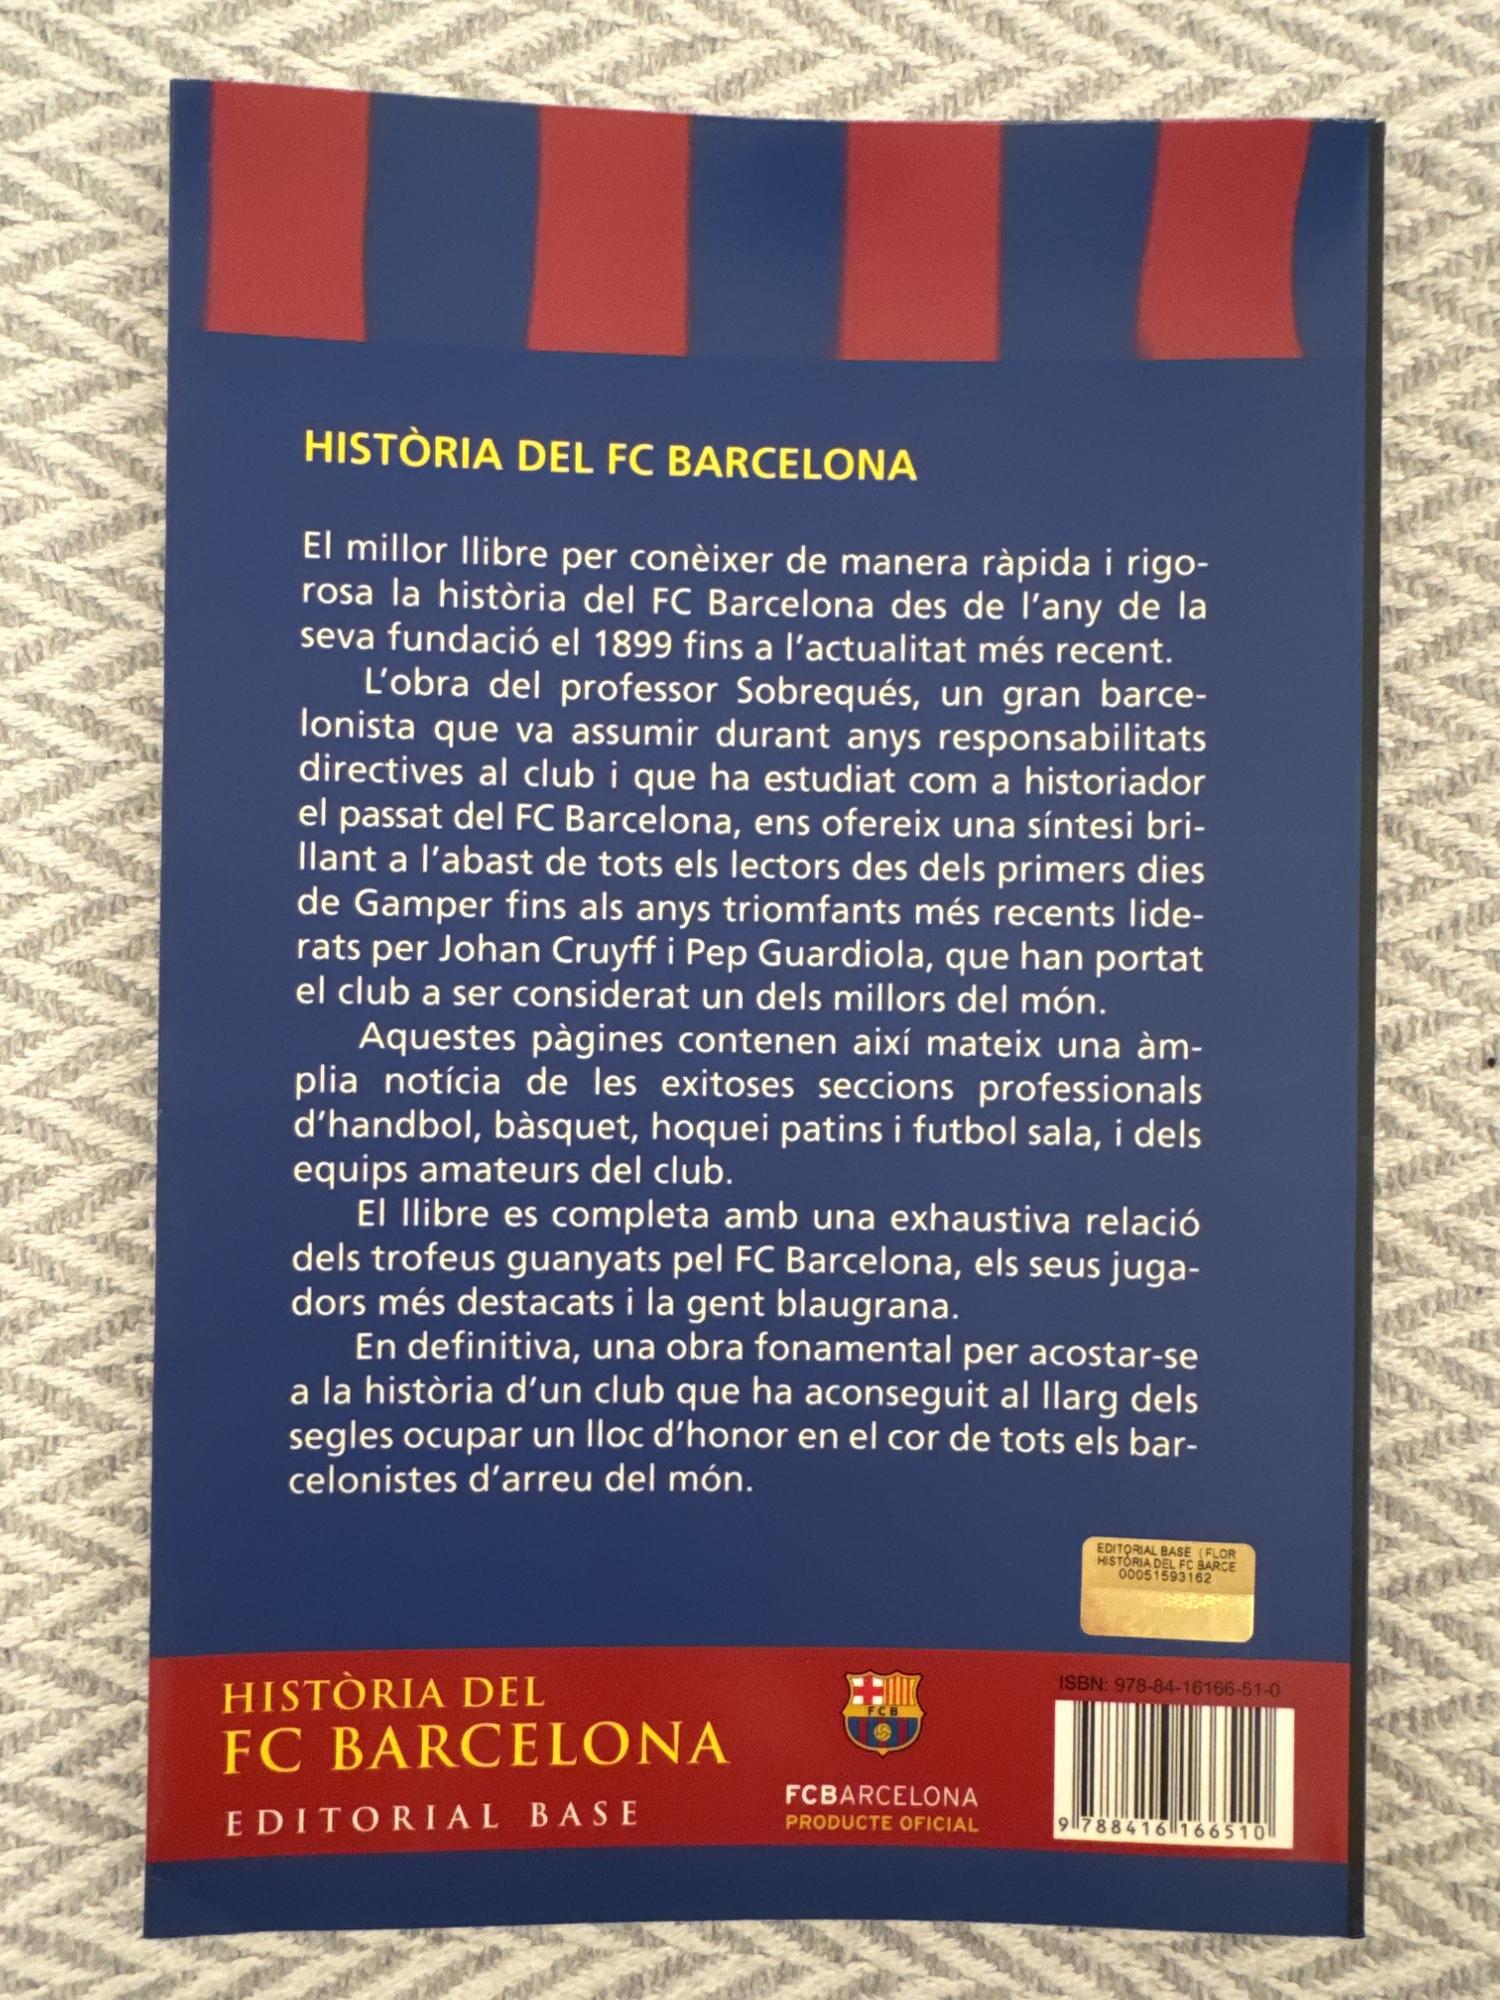 HISTÒRIA DEL FC BARCELONA
El millor llibre per conèixer de manera ràpida i rigo-
rosa la història del FC Barcelona des de l'any de la
seva fundació el 1899 fins a l'actualitat més recent.
L'obra del professor Sobrequés, un gran barce-
lonista que va assumir durant anys responsabilitats
directives al club i que ha estudiat com a historiador
el passat del FC Barcelona, ens ofereix una síntesi bri-
llant a l'abast de tots els lectors des dels primers dies
de Gamper fins als anys triomfants més recents lide-
rats per Johan Cruyff i Pep Guardiola, que han portat
el club a ser considerat un dels millors del món.
Aquestes pàgines contenen així mateix una àm-
plia notícia de les exitoses seccions professionals
d'handbol, bàsquet, hoquei patins i futbol sala, i dels
equips amateurs del club.
El llibre es completa amb una exhaustiva relació
dels trofeus guanyats pel FC Barcelona, els seus juga-
dors més destacats i la gent blaugrana.
En definitiva, una obra fonamental per acostar-se
a la història d'un club que ha aconseguit al llarg dels
segles ocupar un lloc d'honor en el cor de tots els bar-
celonistes d'arreu del món.
EDITORIAL BASE (FLOR
HISTÒRIA DEL FC BARCE
00051593162
HISTÒRIA DEL
FC BARCELONA
EDITORIAL BASE
FCB
FCBARCELONA
PRODUCTE OFICIAL
ISBN: 978-84-16166-51-0
9 788416 166510